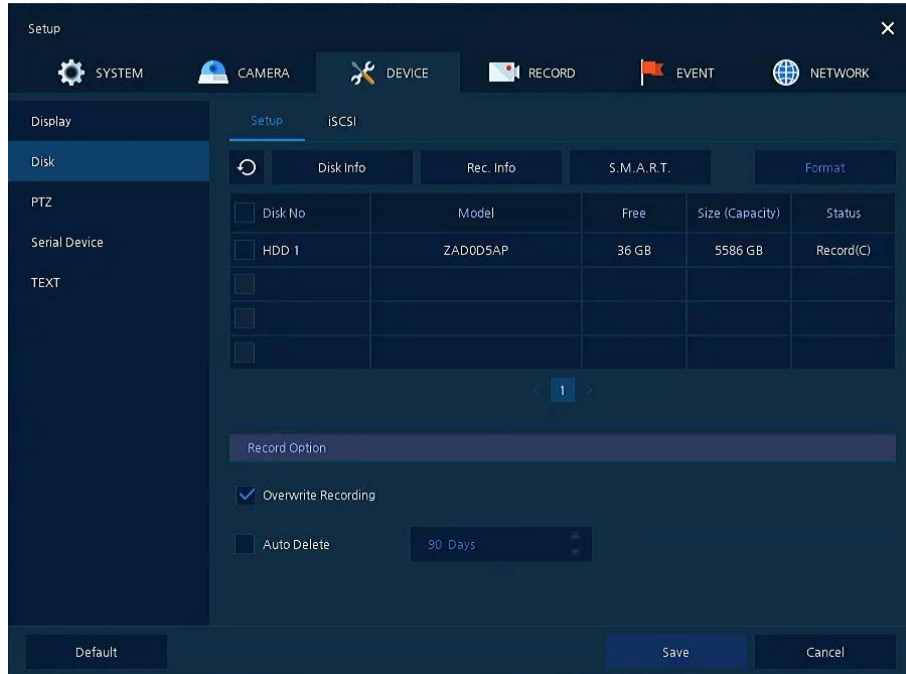 Setup
SYSTEM CAMERA DEVICE RECORD EVENT NETWORK
Display
Disk
PTZ
Serial Device
TEXT
Setup iSCSI
Disk Info Rec. Info S.M.A.R.T. Format
Disk No Model Free Size (Capacity) Status
HDD 1 ZAD0D5AP 36 GB 5586 GB Record(C)
1
Record Option
Overwrite Recording
Auto Delete 90 Days
Default Save Cancel